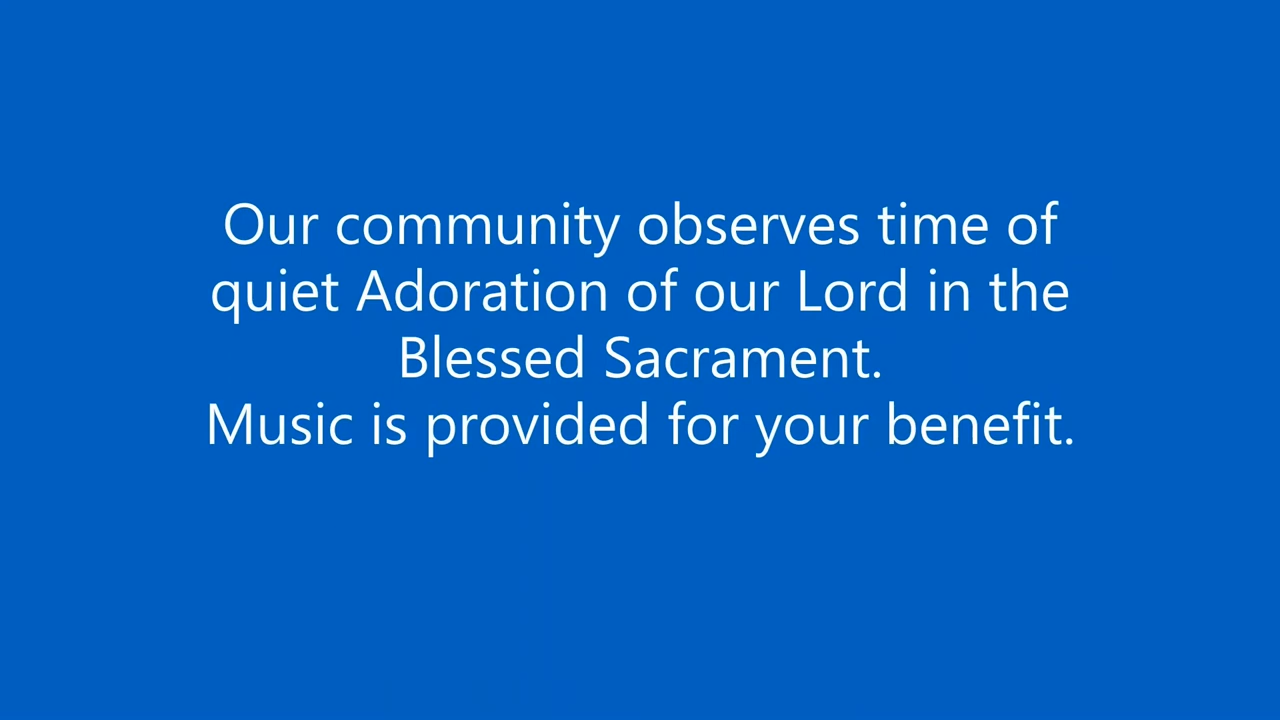 Our community observes time of
quiet Adoration of our Lord in the
Blessed Sacrament.
Music is provided for your benefit.